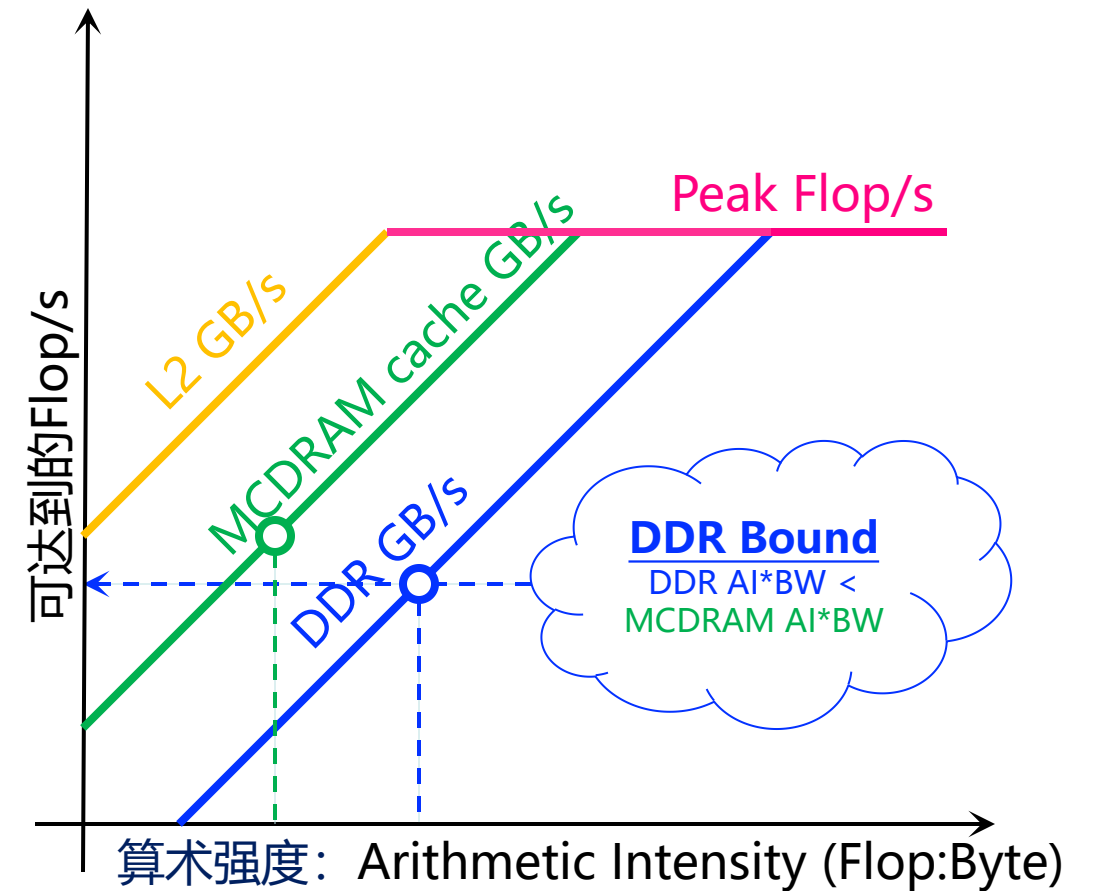 Peak Flop/s
L2 GB/s
MCDRAM cache GB/s
DDR GB/s
可达到的Flop/s
DDR Bound
DDR AI*BW <
MCDRAM AI*BW
算术强度：Arithmetic Intensity (Flop:Byte)